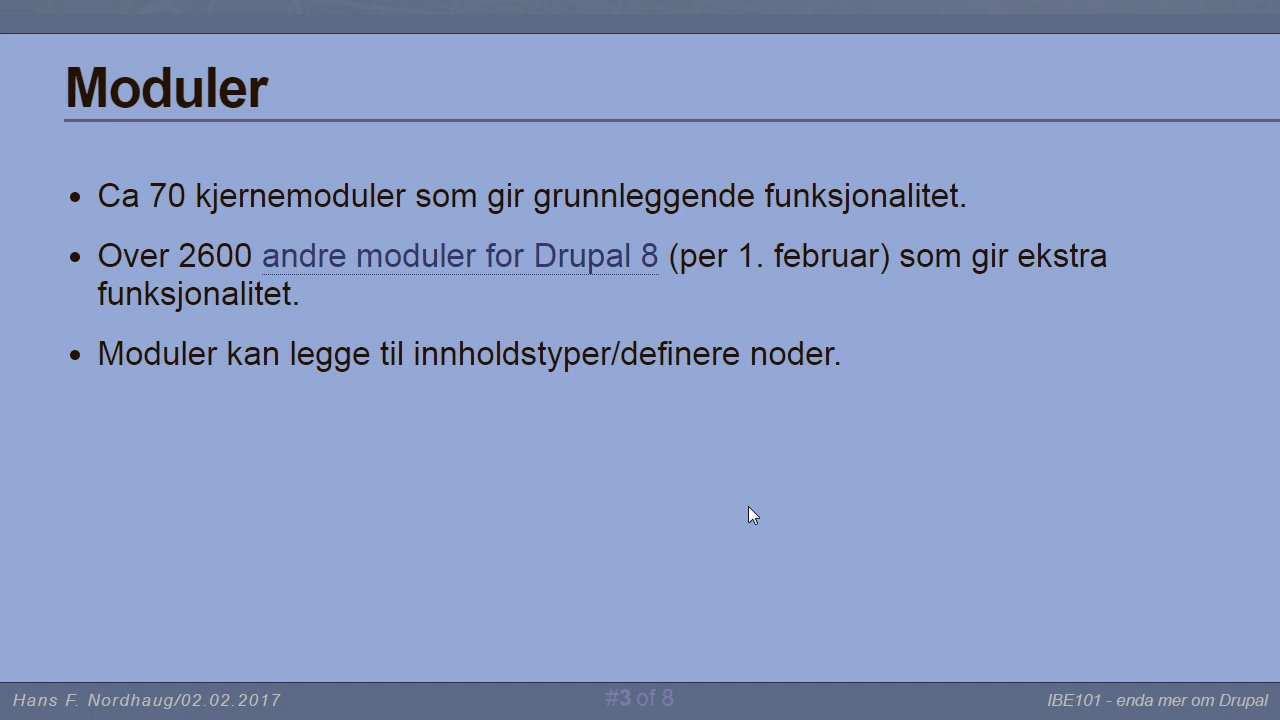 Moduler
Ca 70 kjernemoduler som gir grunnleggende funksjonalitet.
Over 2600 andre moduler for Drupal 8 (per 1. februar) som gir ekstra
funksjonalitet.
Moduler kan legge til innholdstyper/definere noder.
Hans F. Nordhaug/02.02.2017
#3 of 8
IBE101 - enda mer om Drupal